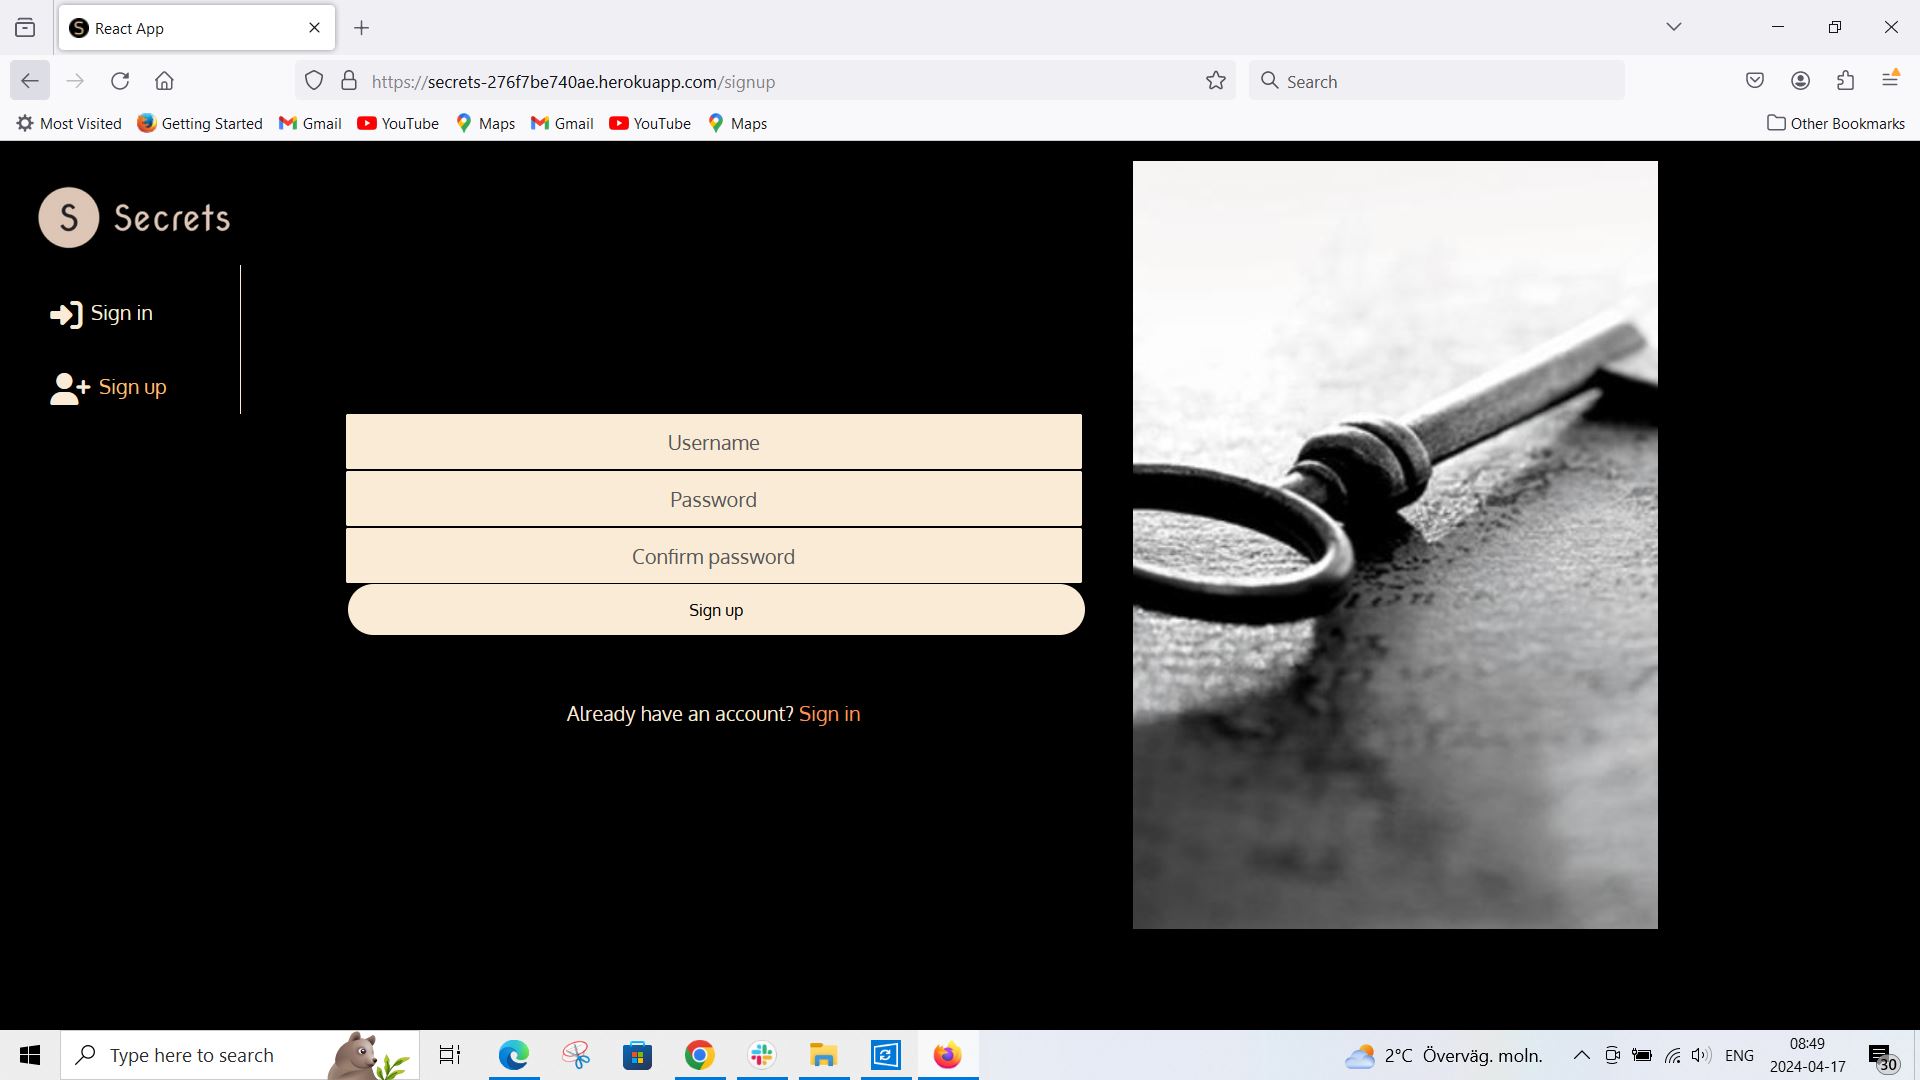 S React App
https://secrets-276f7be740ae.herokuapp.com/signup
Search
Most Visited Getting Started Gmail YouTube Maps Gmail YouTube Maps Other Bookmarks
S Secrets
Sign in
Sign up
Username
Password
Confirm password
Sign up
Already have an account? Sign in
Type here to search
2°C Överväg. moln. ENG
08:49
2024-04-17
30